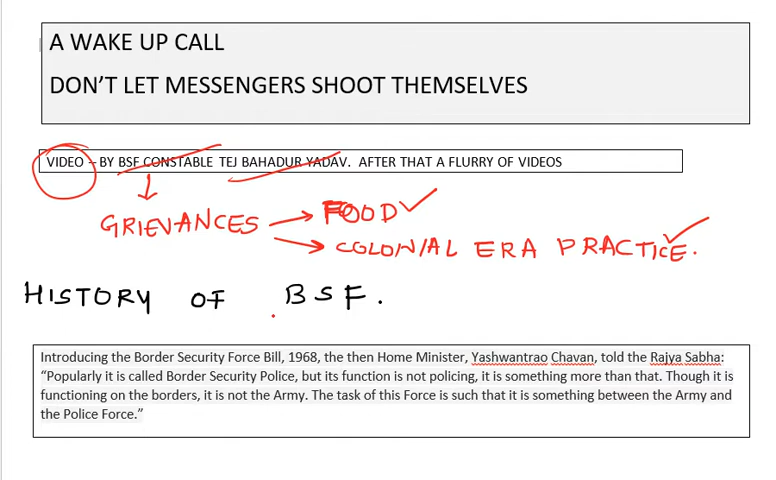 A WAKE UP CALL
DON'T LET MESSENGERS SHOOT THEMSELVES
VIDEO – BY BSF CONSTABLE TEJ BAHADUR YADAV. AFTER THAT A FLURRY OF VIDEOS
GRIEVANCES → FOOD
→ COLONIAL ERA PRACTICE.
HISTORY OF BSF.
Introducing the Border Security Force Bill, 1968, the then Home Minister, Yashwantrao Chavan, told the Rajya Sabha:
“Popularly it is called Border Security Police, but its function is not policing, it is something more than that. Though it is
functioning on the borders, it is not the Army. The task of this Force is such that it is something between the Army and
the Police Force.”